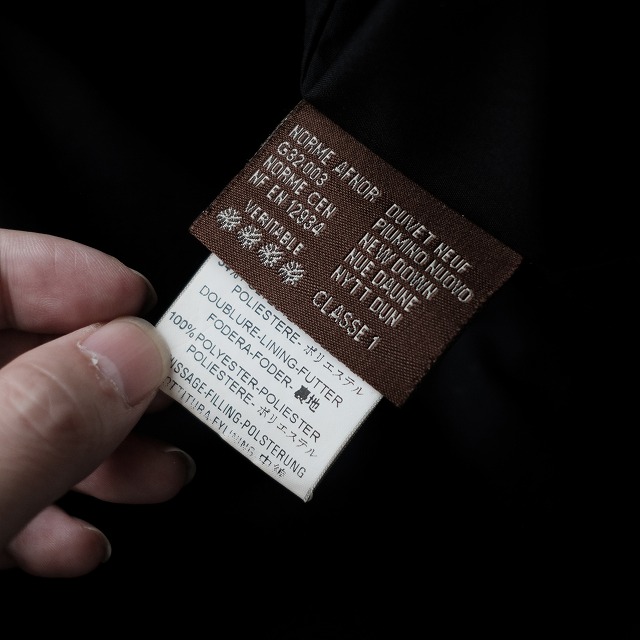 NORME AFNOR
G32003
NORME CEN
NF EN 12934
VERITABLE
DUVET NEUF
PIUMINO NUOVO
NEW DOWN
NUE DAUNE
NYTT DUN
CLASSE 1
POLIESTERE. ポリエステル
DOUBLURE-LINING-FUTTER
FODERA-FODER. 裏地
100% POLYESTER-POLIESTER
POLIESTERE. ポリエステル
SSAGE-FILLING-POLSTERUNG